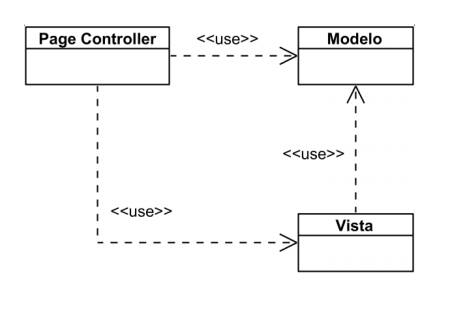 Page Controller
<<use>>
Modelo
<<use>>
<<use>>
Vista